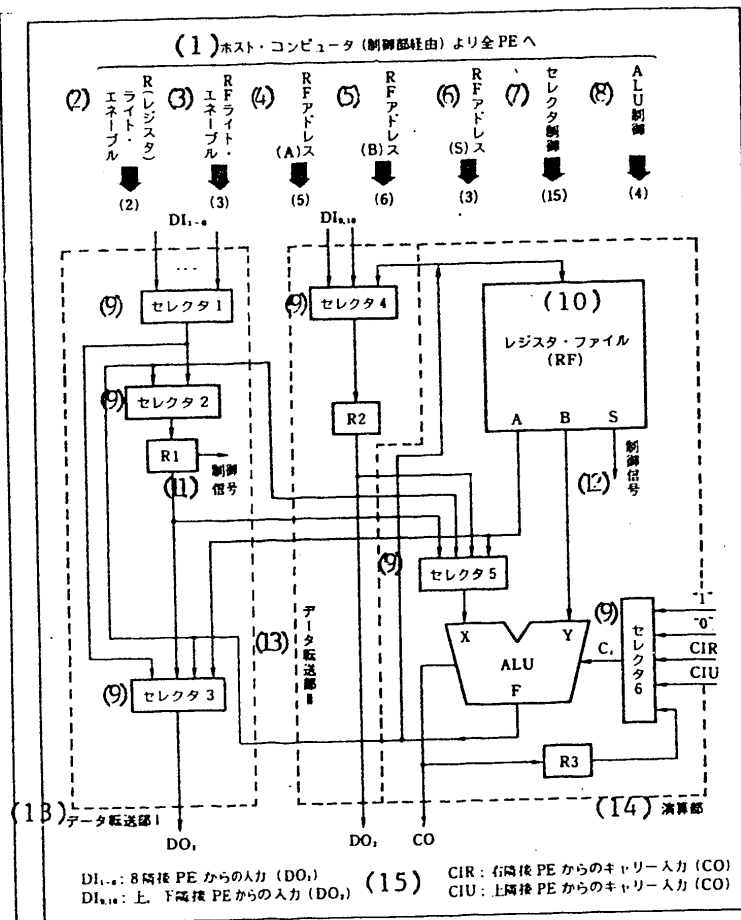 (1) ホスト・コンピュータ (制御部経由) より全PEへ
(2) R(レジスタ)ライト・エネーブル (2)
(3) RFライト・エネーブル (3)
(4) RFアドレス (A) (5)
(5) RFアドレス (B) (6)
(6) RFアドレス (S) (3)
(7) セレクタ制御 (15)
(8) ALU制御 (4)
DI₁₋₈
DI₉,₁₀
...
(9) セレクタ1
(9) セレクタ4
(10)
レジスタ・ファイル
(RF)
A B S
(9) セレクタ2
R2
R1
制御信号
(11)
(12)
制御信号
(9)
セレクタ5
(13) データ転送部Ⅱ
X Y
ALU
F
Cᵢ
(9) セレクタ6
"1"
"0"
CIR
CIU
(9) セレクタ3
R3
(13) データ転送部Ⅰ
(14) 演算部
DO₁
DO₂
CO
DI₁₋₈: 8隣接PEからの入力 (DO₁)
DI₉,₁₀: 上, 下隣接PEからの入力 (DO₂)
(15)
CIR: 右隣接PEからのキャリー入力 (CO)
CIU: 上隣接PEからのキャリー入力 (CO)